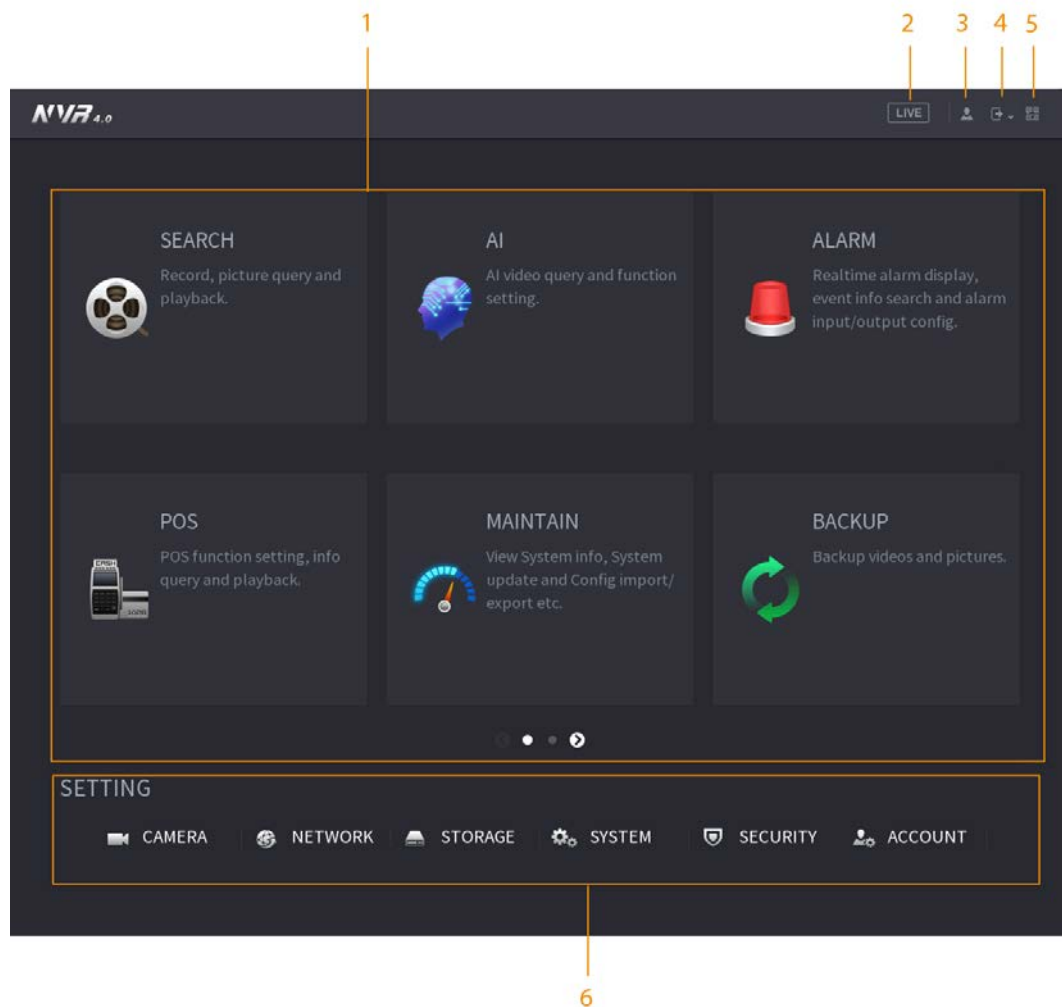 1
2
3
4
5
NVR 4.0
LIVE
SEARCH
Record, picture query and
playback.
AI
AI video query and function
setting.
ALARM
Realtime alarm display,
event info search and alarm
input/output config.
POS
POS function setting, info
query and playback.
CASH
MAINTAIN
View System info, System
update and Config import/
export etc.
BACKUP
Backup videos and pictures.
SETTING
CAMERA
NETWORK
STORAGE
SYSTEM
SECURITY
ACCOUNT
6